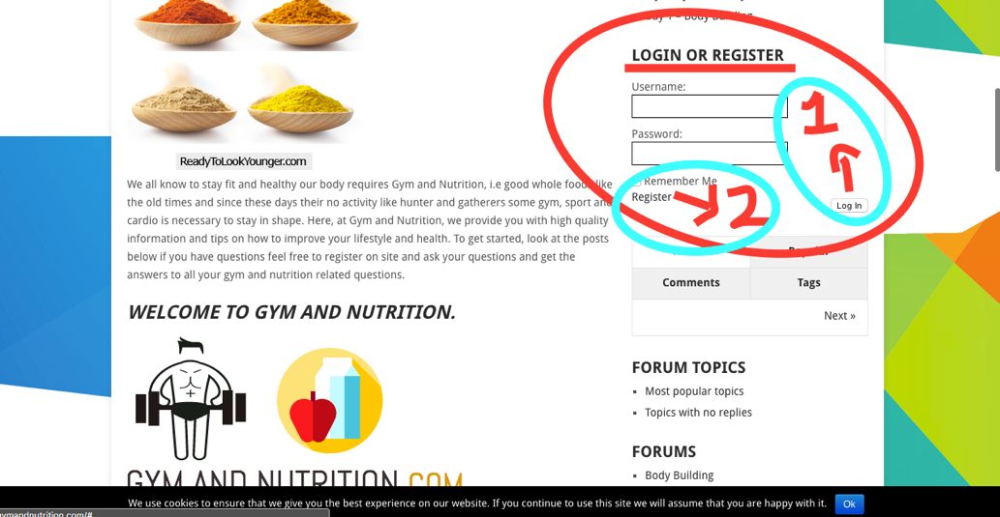 Day 1 – Body Building
LOGIN OR REGISTER
Username:
1
Password:
Remember Me
Register
2
Log In
ReadyToLookYounger.com
We all know to stay fit and healthy our body requires Gym and Nutrition, i.e good whole foods like
the old times and since these days their no activity like hunter and gatherers some gym, sport and
cardio is necessary to stay in shape. Here, at Gym and Nutrition, we provide you with high quality
information and tips on how to improve your lifestyle and health. To get started, look at the posts
below if you have questions feel free to register on site and ask your questions and get the
answers to all your gym and nutrition related questions.
WELCOME TO GYM AND NUTRITION.
GYM AND NUTRITION.COM
Popular
Comments Tags
Next »
FORUM TOPICS
Most popular topics
Topics with no replies
FORUMS
Body Building
We use cookies to ensure that we give you the best experience on our website. If you continue to use this site we will assume that you are happy with it. Ok
ymandnutrition.com/#